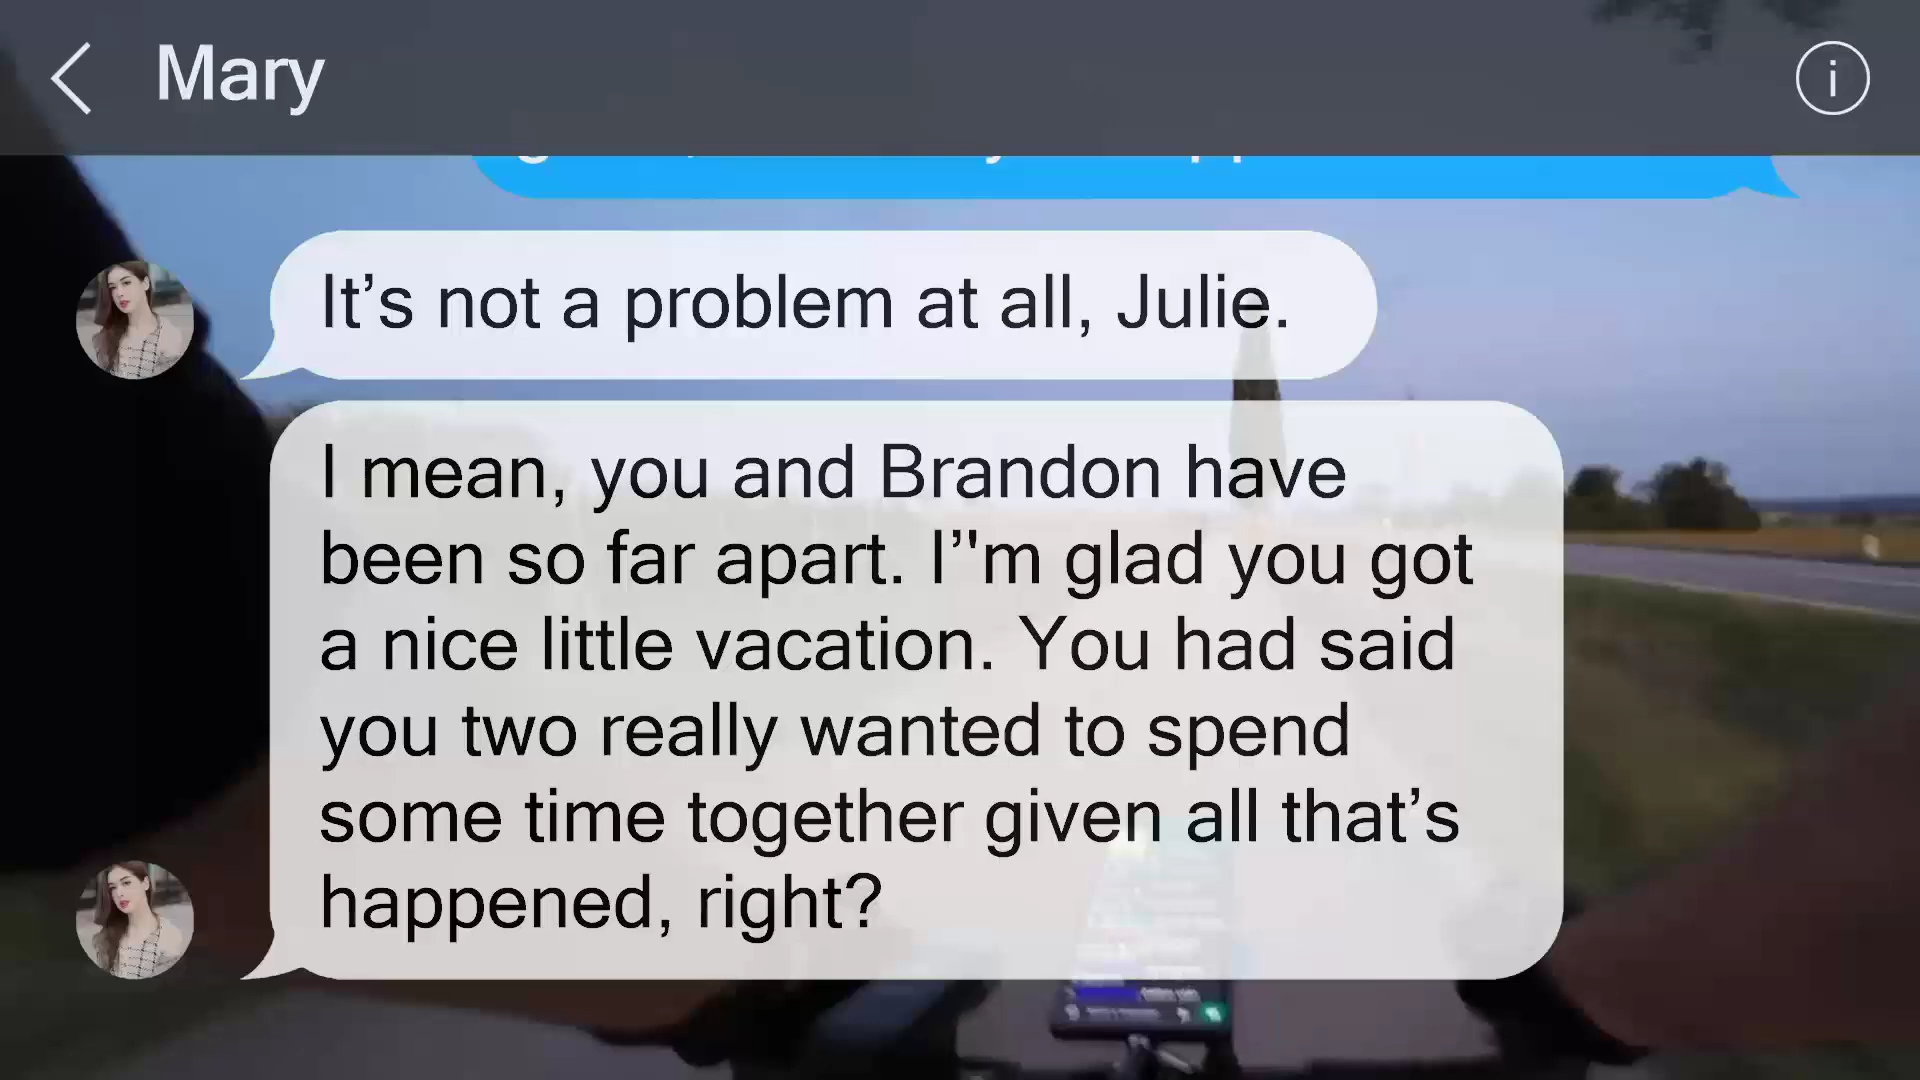 Mary
It’s not a problem at all, Julie.
I mean, you and Brandon have
been so far apart. I’'m glad you got
a nice little vacation. You had said
you two really wanted to spend
some time together given all that’s
happened, right?